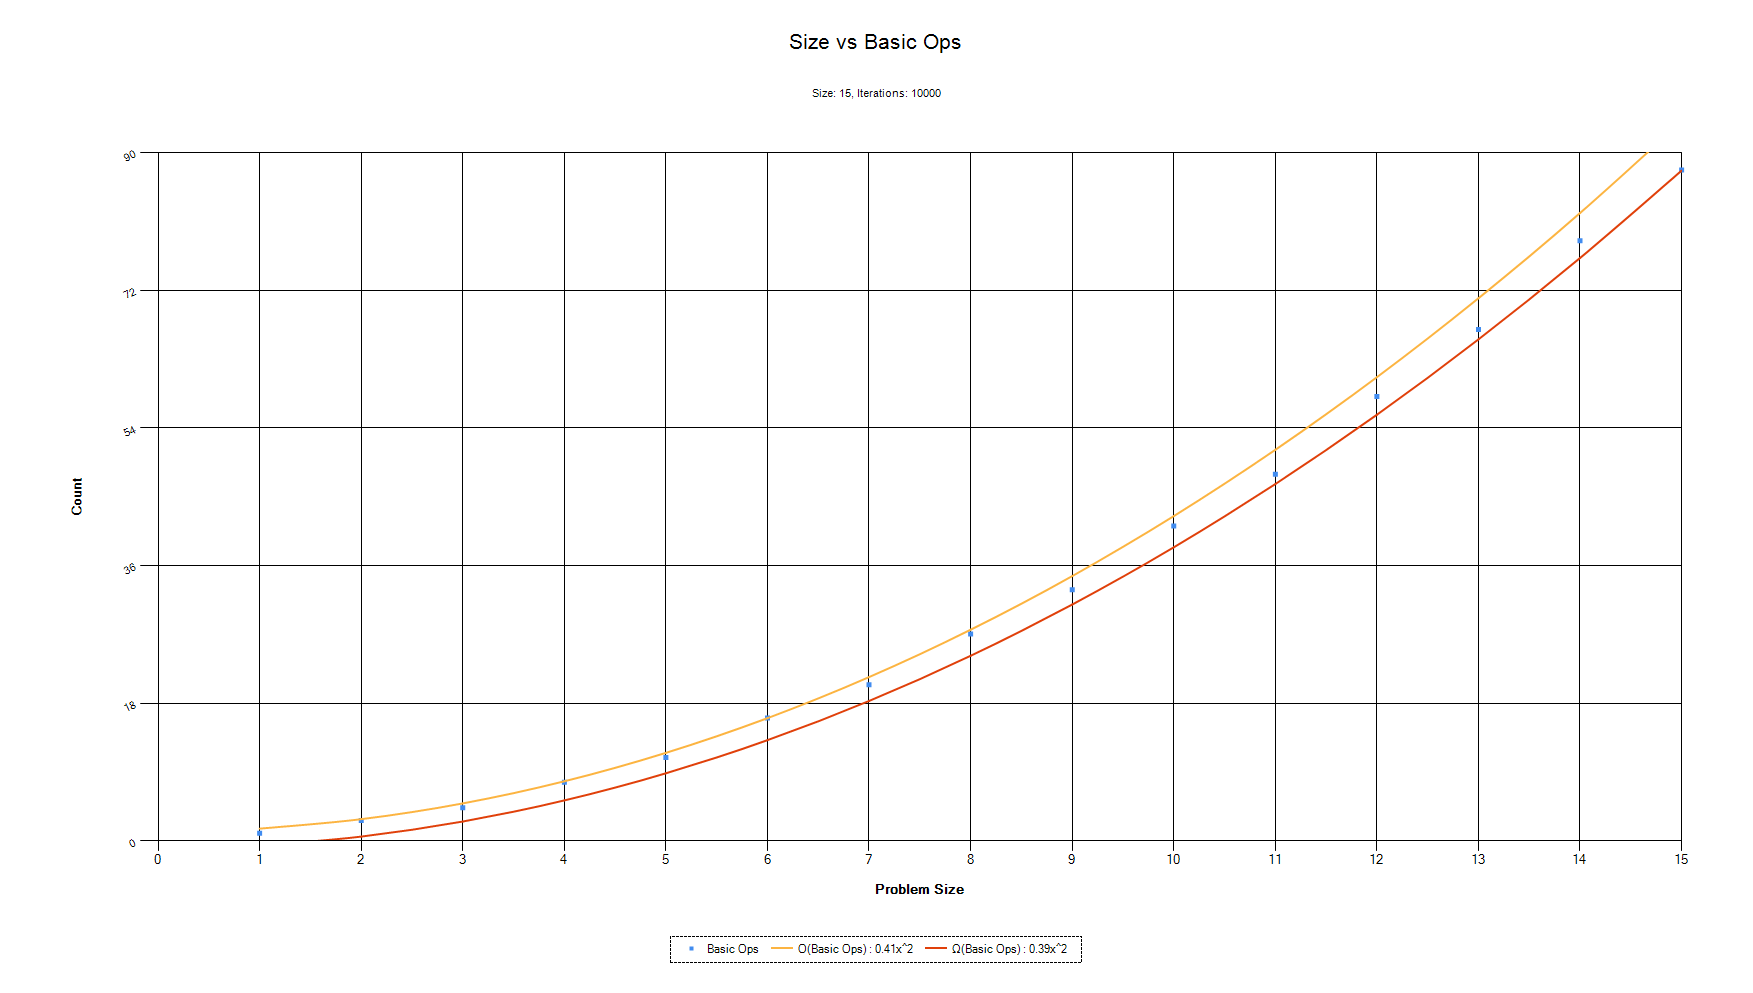 Size vs Basic Ops
Size: 15, Iterations: 10000
90
72
54
36
18
0
Count
0 1 2 3 4 5 6 7 8 9 10 11 12 13 14 15
Problem Size
Basic Ops O(Basic Ops) : 0.41x^2 Ω(Basic Ops) : 0.39x^2